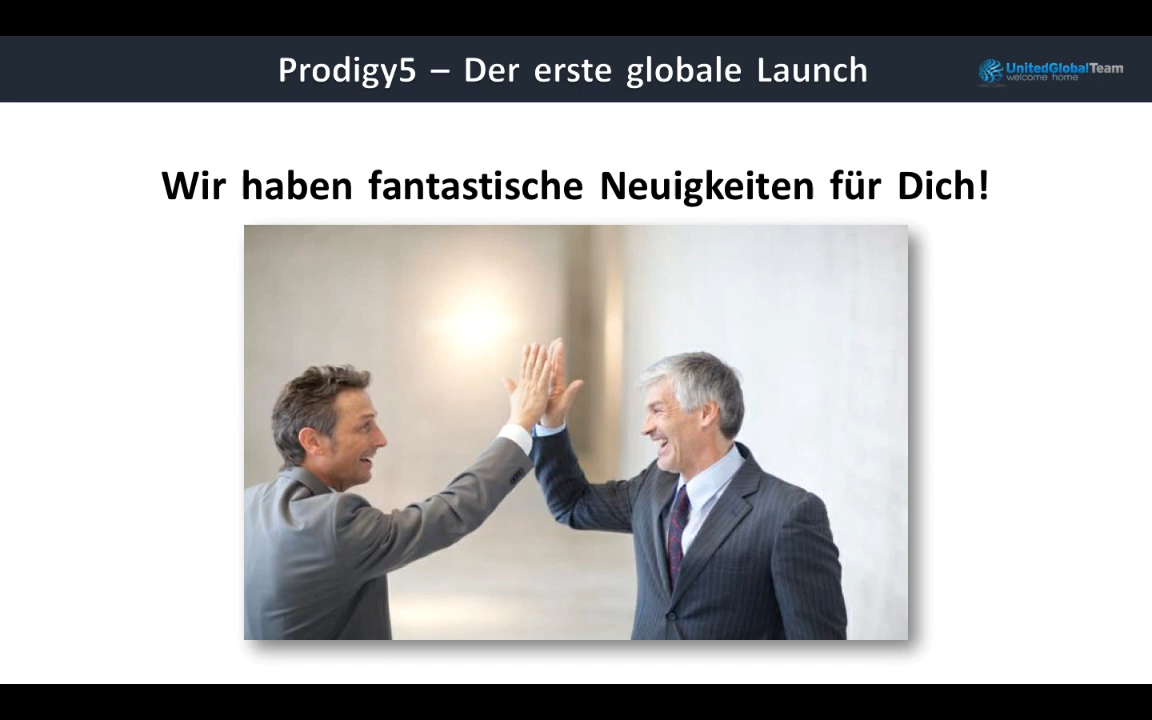 Prodigy5 – Der erste globale Launch
UnitedGlobalTeam
welcome home
Wir haben fantastische Neuigkeiten für Dich!